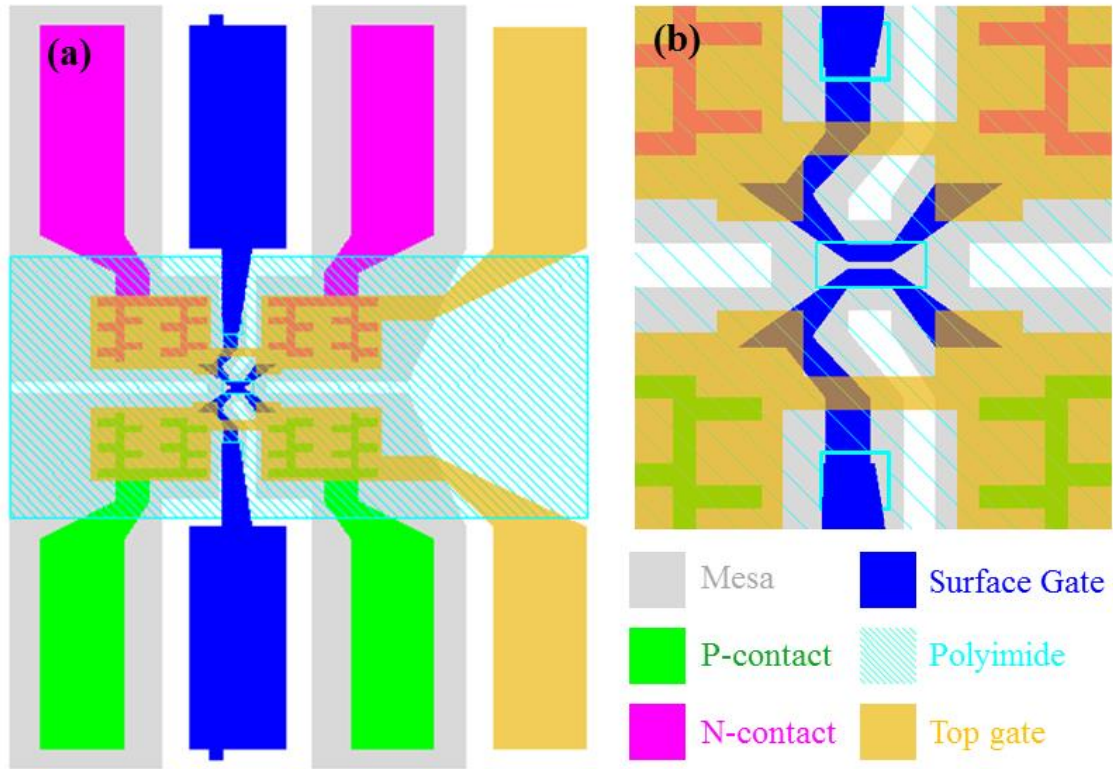 (a)
(b)
Mesa
Surface Gate
P-contact
Polyimide
N-contact
Top gate